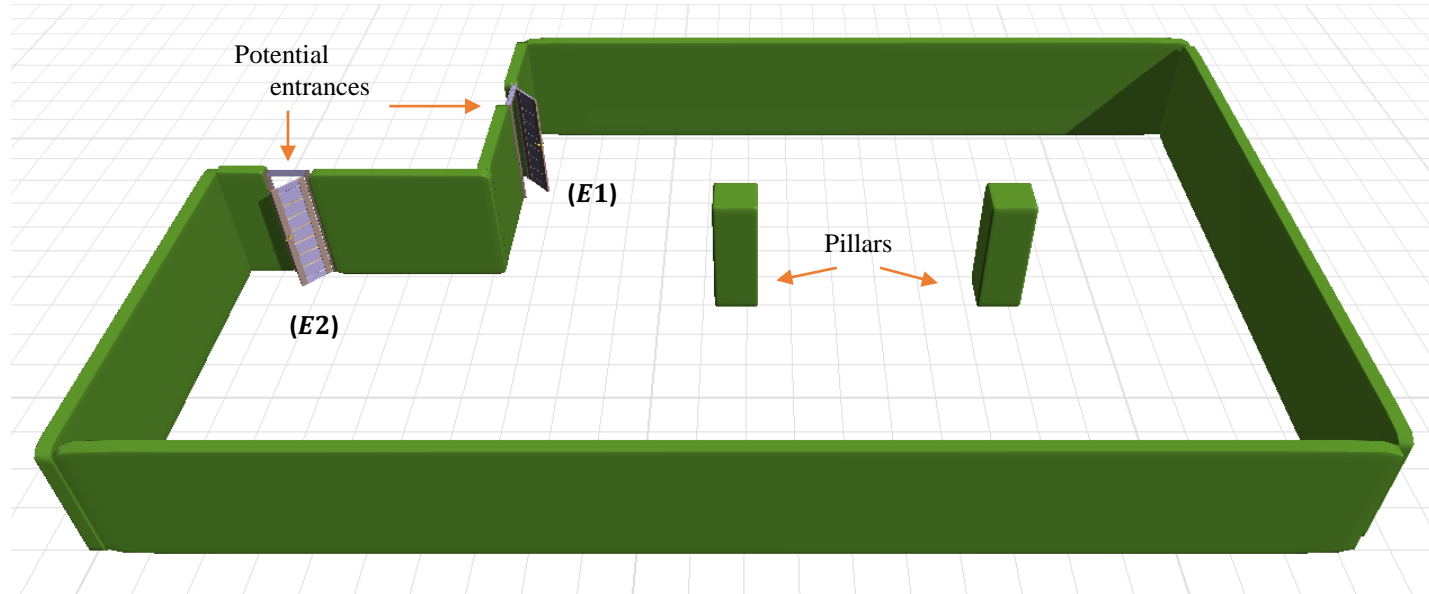 Potential
entrances
(E1)
Pillars
(E2)